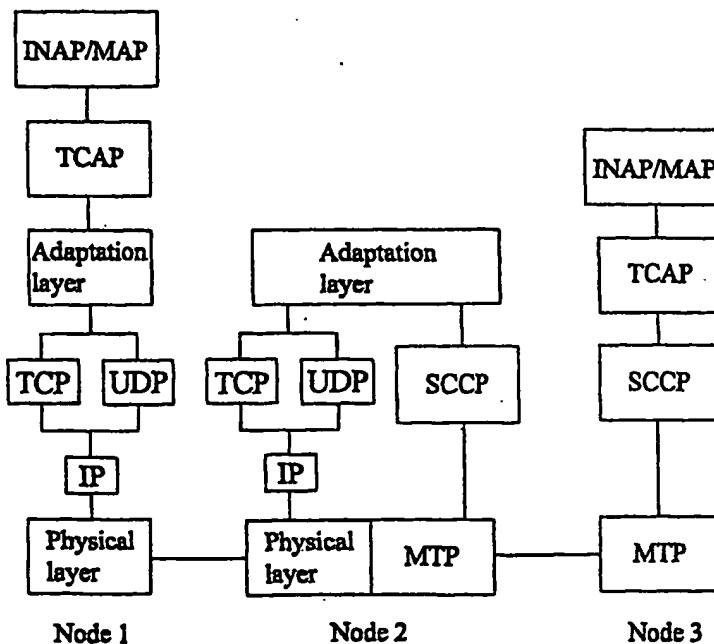 INAP/MAP
TCAP
Adaptation
layer
TCP UDP
IP
Physical
layer
Node 1
Adaptation
layer
TCP UDP
SCCP
IP
Physical
layer
MTP
Node 2
INAP/MAP
TCAP
SCCP
MTP
Node 3